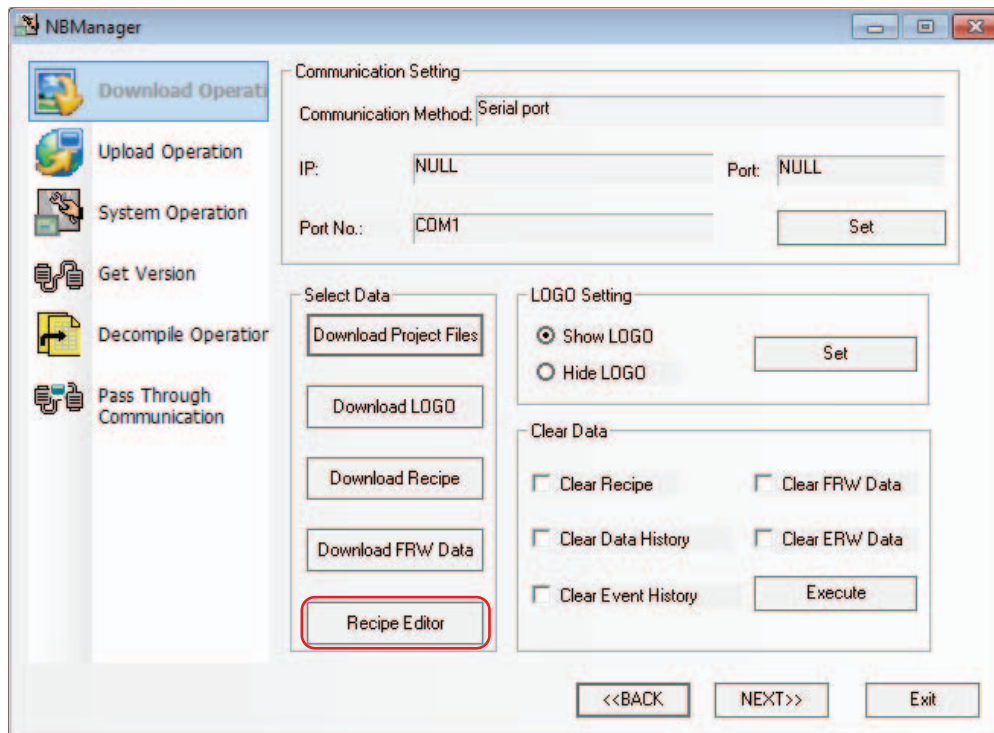 NBManager
Download Operati
Upload Operation
System Operation
Get Version
Decompile Operation
Pass Through
Communication
Communication Setting
Communication Method: Serial port
IP: NULL Port: NULL
Port No.: COM1 Set
Select Data
Download Project Files
Download LOGO
Download Recipe
Download FRW Data
Recipe Editor
LOGO Setting
Show LOGO
Hide LOGO
Set
Clear Data
Clear Recipe Clear FRW Data
Clear Data History Clear ERW Data
Clear Event History Execute
<<BACK NEXT>> Exit